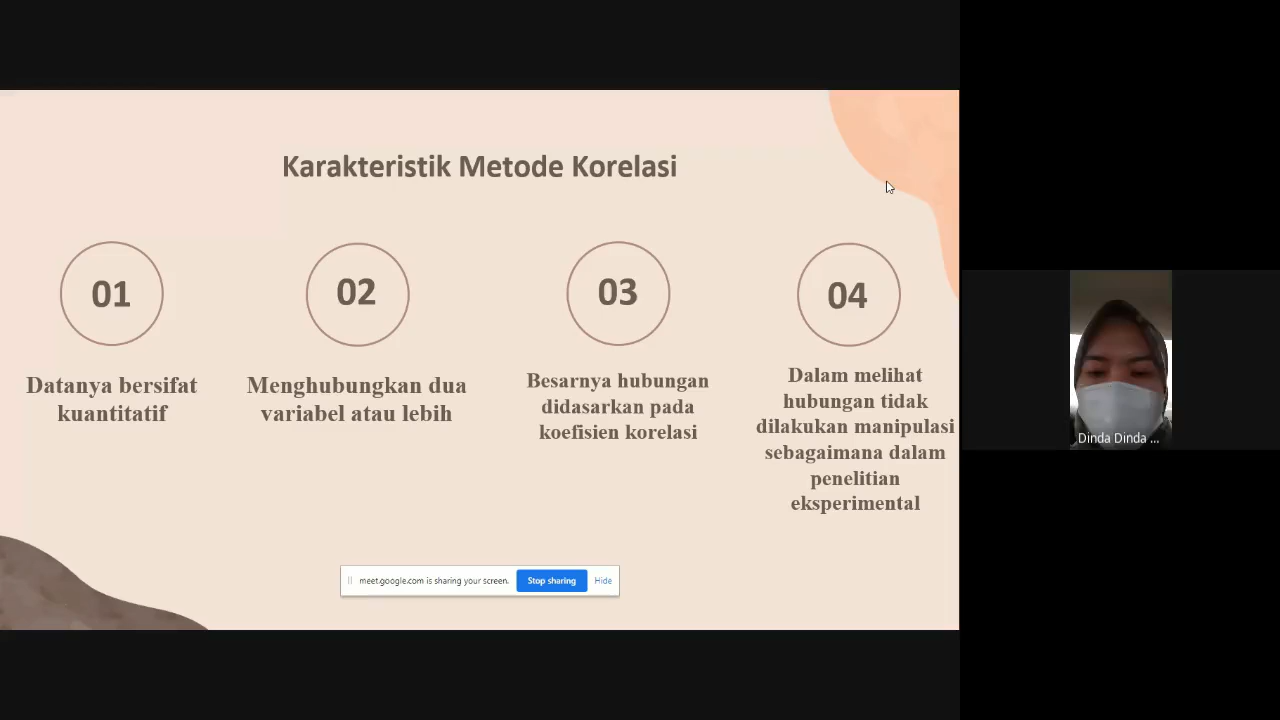 Karakteristik Metode Korelasi
01
Datanya bersifat
kuantitatif
02
Menghubungkan dua
variabel atau lebih
03
Besarnya hubungan
didasarkan pada
koefisien korelasi
04
Dalam melihat
hubungan tidak
dilakukan manipulasi
sebagaimana dalam
penelitian
eksperimental
meet.google.com is sharing your screen.
Stop sharing
Hide
Dinda Dinda ...